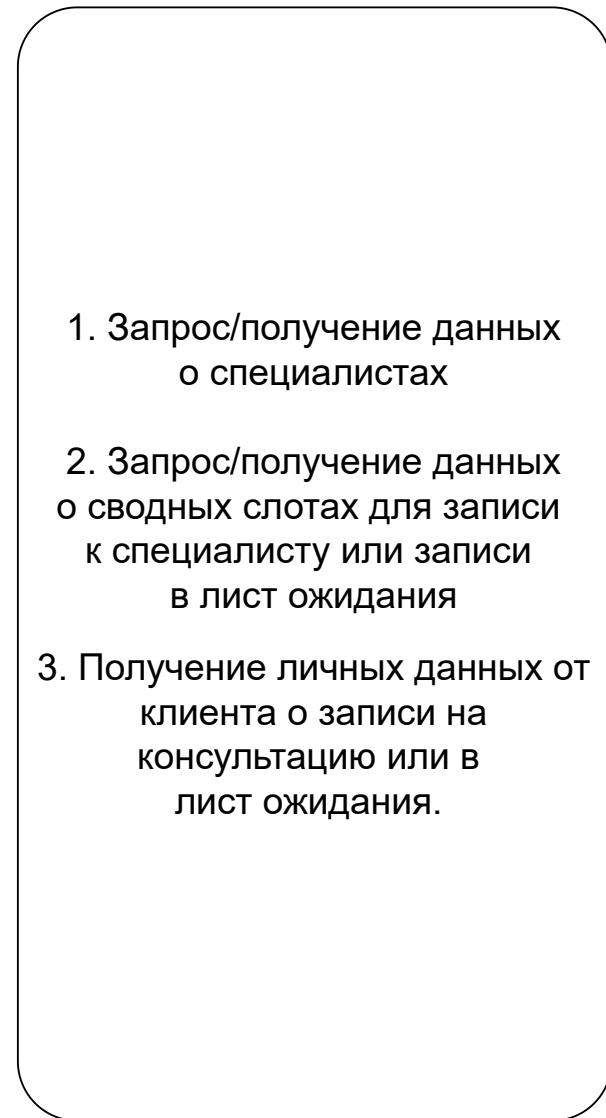 1. Запрос/получение данных
о специалистах
2. Запрос/получение данных
о сводных слотах для записи
к специалисту или записи
в лист ожидания
3. Получение личных данных от
клиента о записи на
консультацию или в
лист ожидания.